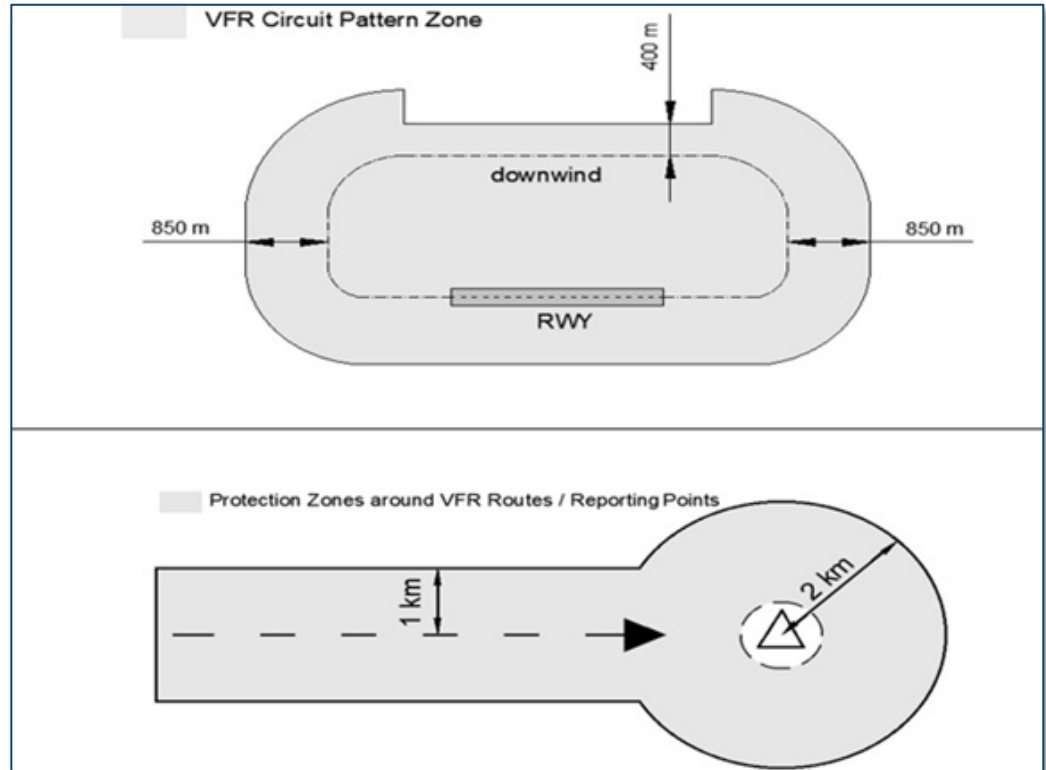 VFR Circuit Pattern Zone
400 m
downwind
850 m
850 m
RWY
Protection Zones around VFR Routes / Reporting Points
1 km
2 km